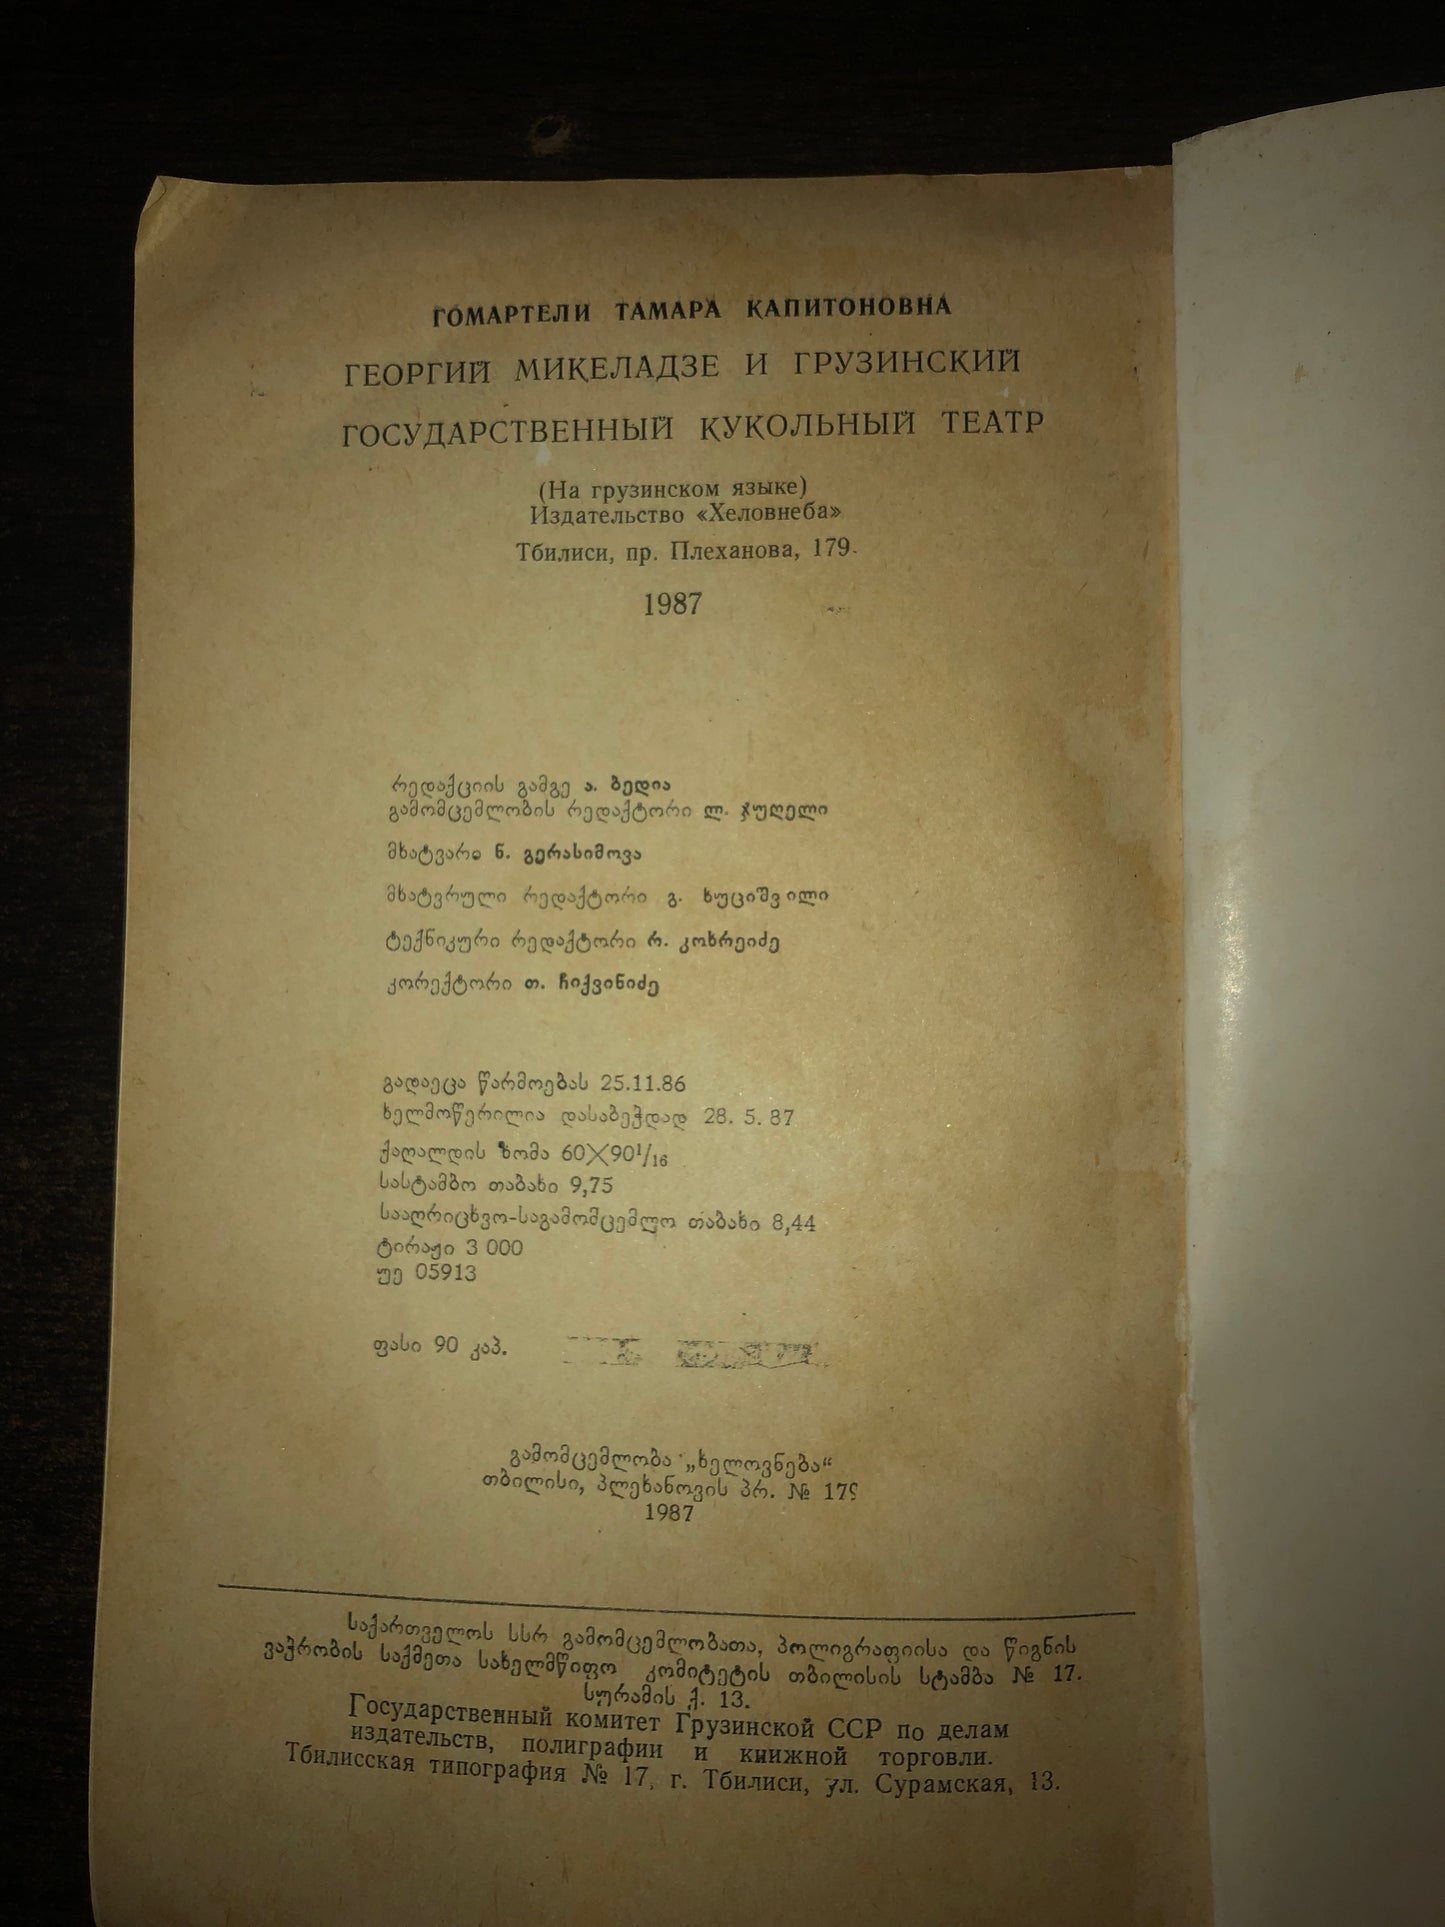 ГОМАРТЕЛИ ТАМАРА КАПИТОНОВНА
ГЕОРГИЙ МИКЕЛАДЗЕ И ГРУЗИНСКИЙ
ГОСУДАРСТВЕННЫЙ КУКОЛЬНЫЙ ТЕАТР
(На грузинском языке)
Издательство «Хеловнеба»
Тбилиси, пр. Плеханова, 179.
1987
რედაქციის გამგე ა. ბედია
გამომცემლობის რედაქტორი ლ. ჯუღელი
მხატვარი ნ. გერასიმოვა
მხატვრული რედაქტორი გ. ხუციშვილი
ტექნიკური რედაქტორი რ. კოხრეიძე
კორექტორი თ. ჩიქვინიძე
გადაეცა წარმოებას 25.11.86
ხელმოწერილია დასაბეჭდად 28. 5. 87
ქაღალდის ზომა 60X90¹/₁₆
სასტამბო თაბახი 9,75
სააღრიცხვო-საგამომცემლო თაბახი 8,44
ტირაჟი 3 000
უე 05913
ფასი 90 კაპ.
გამომცემლობა „ხელოვნება“
თბილისი, პლეხანოვის პრ. № 179
1987
საქართველოს სსრ გამომცემლობათა, პოლიგრაფიისა და წიგნის
ვაჭრობის საქმეთა სახელმწიფო კომიტეტის თბილისის სტამბა № 17.
სურამის ქ. 13.
Государственный комитет Грузинской ССР по делам
издательств, полиграфии и книжной торговли.
Тбилисская типография № 17, г. Тбилиси, ул. Сурамская, 13.